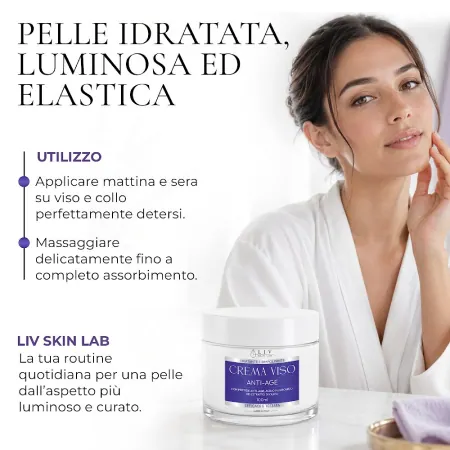 PELLE IDRATATA,
LUMINOSA ED
ELASTICA
UTILIZZO
Applicare mattina e sera
su viso e collo
perfettamente detersi.
Massaggiare
delicatamente fino a
completo assorbimento.
LIV SKIN LAB
La tua routine
quotidiana per una pelle
dall'aspetto più
luminoso e curato.
CREMA VISO
ANTI-AGE